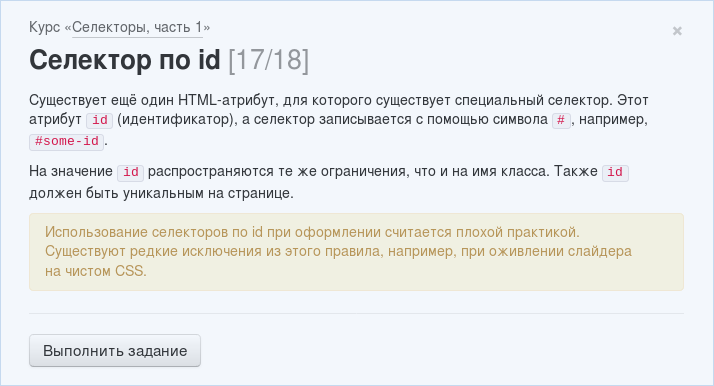 Курс «Селекторы, часть 1»
×
Селектор по id [17/18]
Существует ещё один HTML-атрибут, для которого существует специальный селектор. Этот
атрибут id (идентификатор), а селектор записывается с помощью символа #, например,
#some-id.
На значение id распространяются те же ограничения, что и на имя класса. Также id
должен быть уникальным на странице.
Использование селекторов по id при оформлении считается плохой практикой.
Существуют редкие исключения из этого правила, например, при оживлении слайдера
на чистом CSS.
Выполнить задание